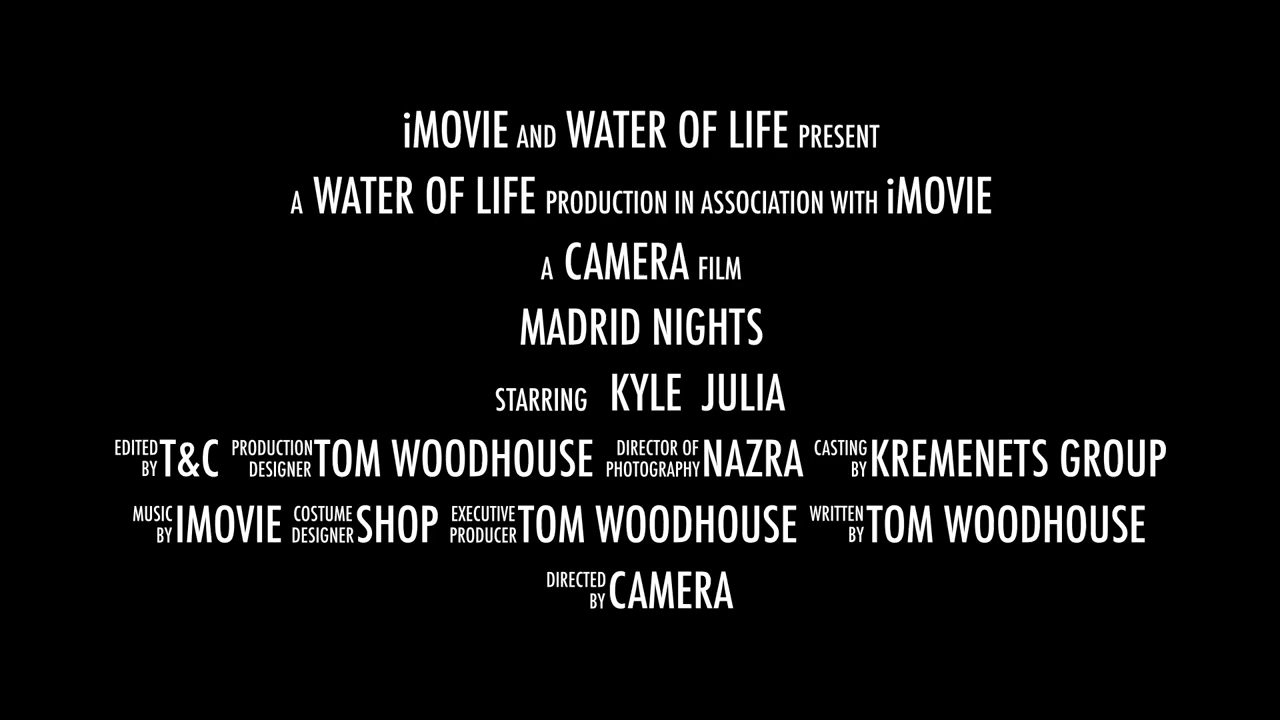 iMOVIE AND WATER OF LIFE PRESENT
A WATER OF LIFE PRODUCTION IN ASSOCIATION WITH iMOVIE
A CAMERA FILM
MADRID NIGHTS
STARRING KYLE JULIA
EDITED BY T&C PRODUCTION DESIGNER TOM WOODHOUSE DIRECTOR OF PHOTOGRAPHY NAZRA CASTING BY KREMENETS GROUP
MUSIC BY IMOVIE COSTUME DESIGNER SHOP EXECUTIVE PRODUCER TOM WOODHOUSE WRITTEN BY TOM WOODHOUSE
DIRECTED BY CAMERA